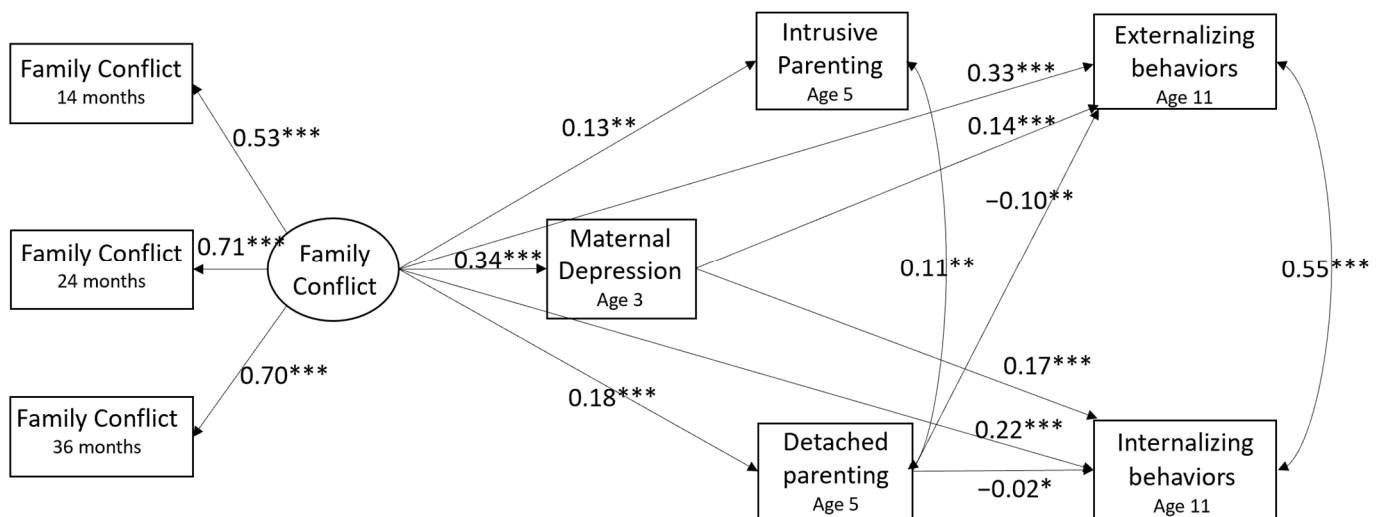 Family Conflict
14 months
Family Conflict
24 months
Family Conflict
36 months
0.53***
0.71***
0.70***
Family
Conflict
0.13**
0.34***
0.18***
Intrusive
Parenting
Age 5
Maternal
Depression
Age 3
Detached
parenting
Age 5
0.33***
0.14***
−0.10**
0.11**
0.17***
0.22***
−0.02*
Externalizing
behaviors
Age 11
0.55***
Internalizing
behaviors
Age 11